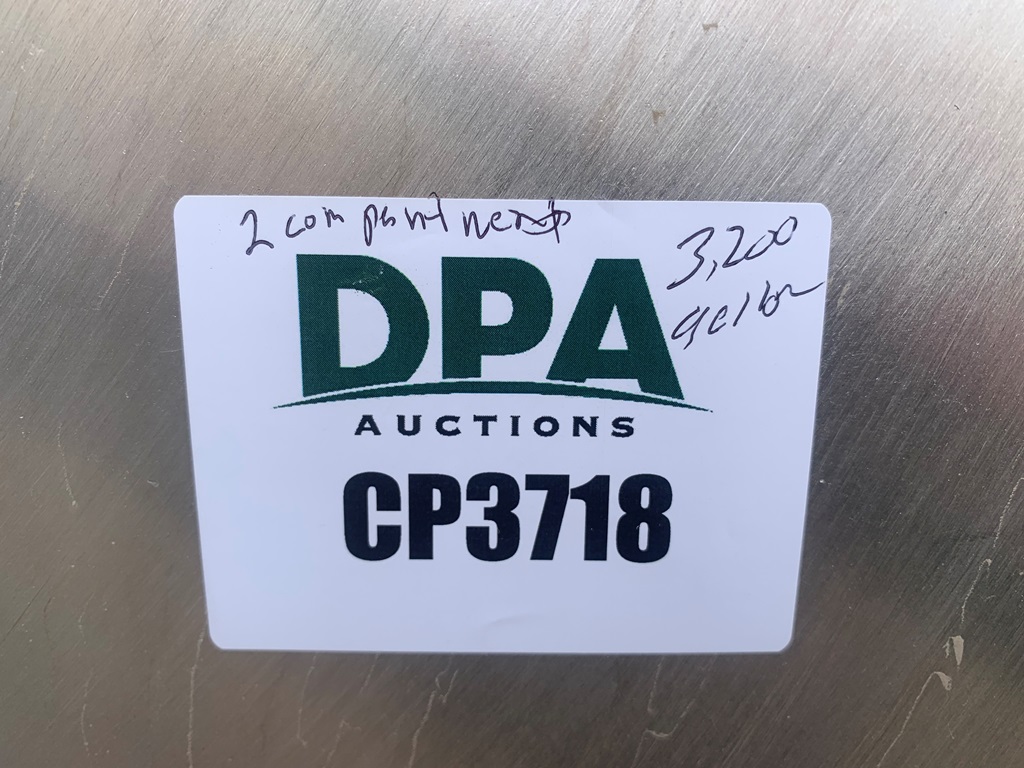 2 compartments
3,200
gallon
DPA
AUCTIONS
CP3718